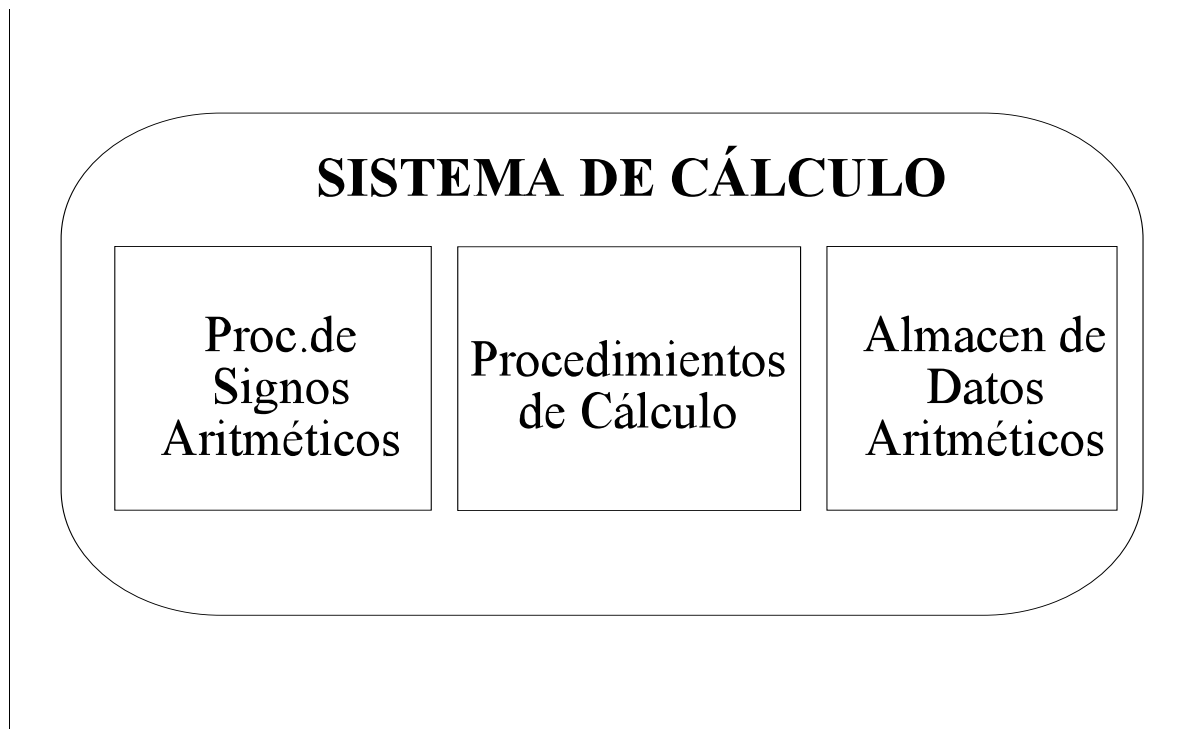 SISTEMA DE CÁLCULO
Proc.de
Signos
Aritméticos
Procedimientos
de Cálculo
Almacen de
Datos
Aritméticos